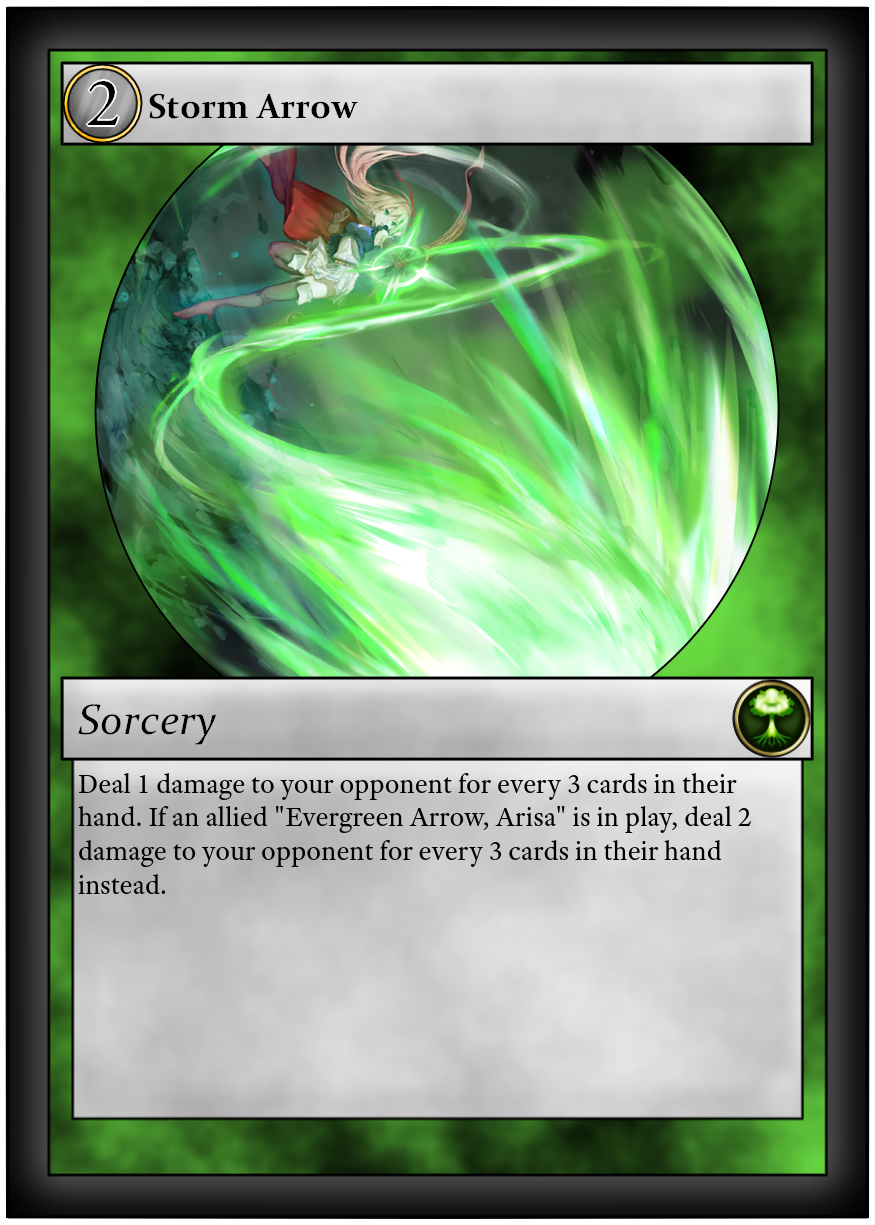 2 Storm Arrow
Sorcery
Deal 1 damage to your opponent for every 3 cards in their
hand. If an allied "Evergreen Arrow, Arisa" is in play, deal 2
damage to your opponent for every 3 cards in their hand
instead.